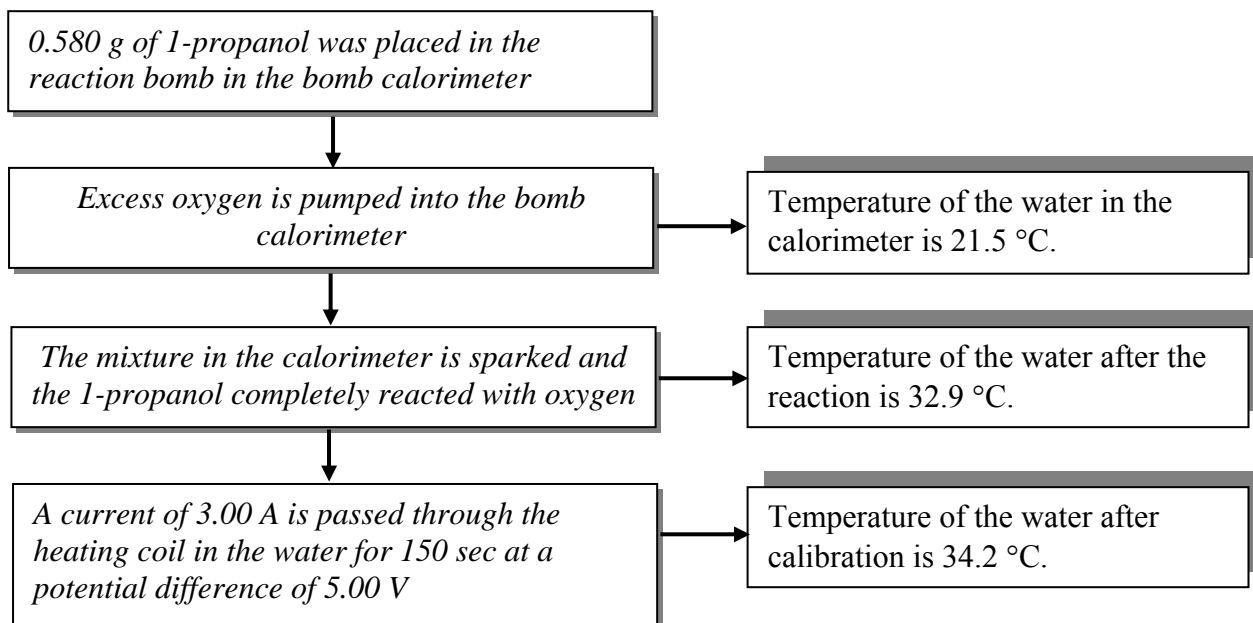 0.580 g of 1-propanol was placed in the
reaction bomb in the bomb calorimeter
Excess oxygen is pumped into the bomb
calorimeter
Temperature of the water in the
calorimeter is 21.5 °C.
The mixture in the calorimeter is sparked and
the 1-propanol completely reacted with oxygen
Temperature of the water after the
reaction is 32.9 °C.
A current of 3.00 A is passed through the
heating coil in the water for 150 sec at a
potential difference of 5.00 V
Temperature of the water after
calibration is 34.2 °C.